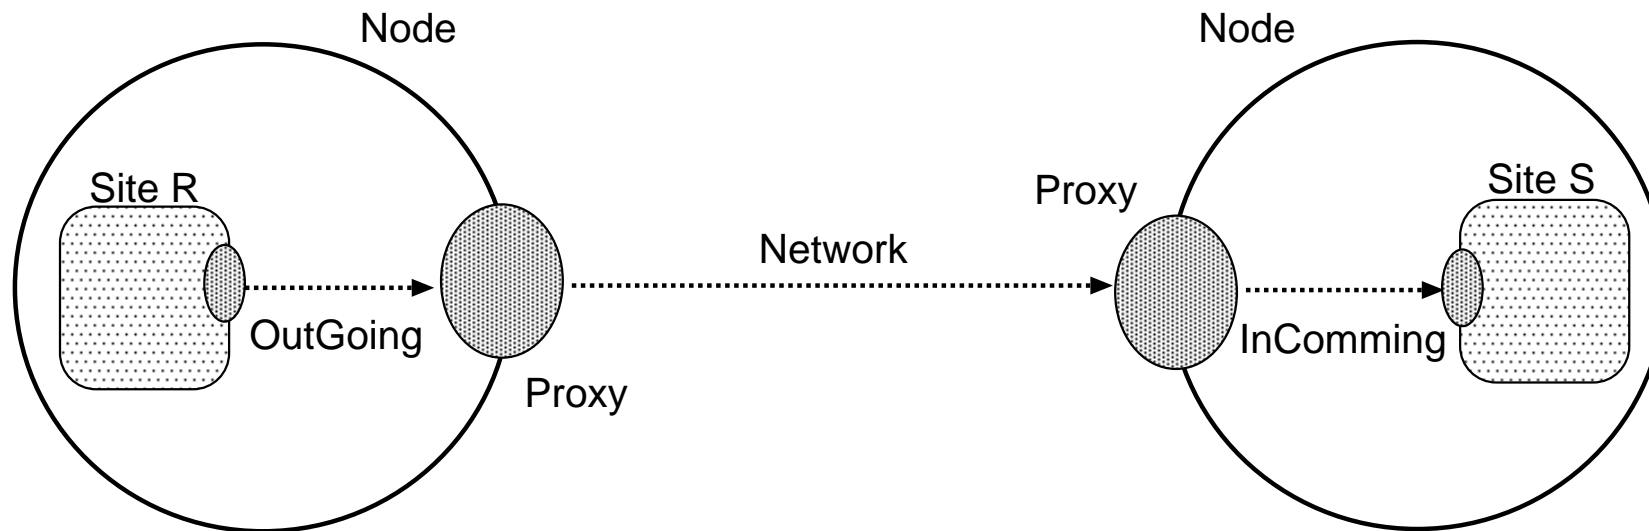 Node
Node
Site R
Proxy
Site S
Network
OutGoing
InComming
Proxy